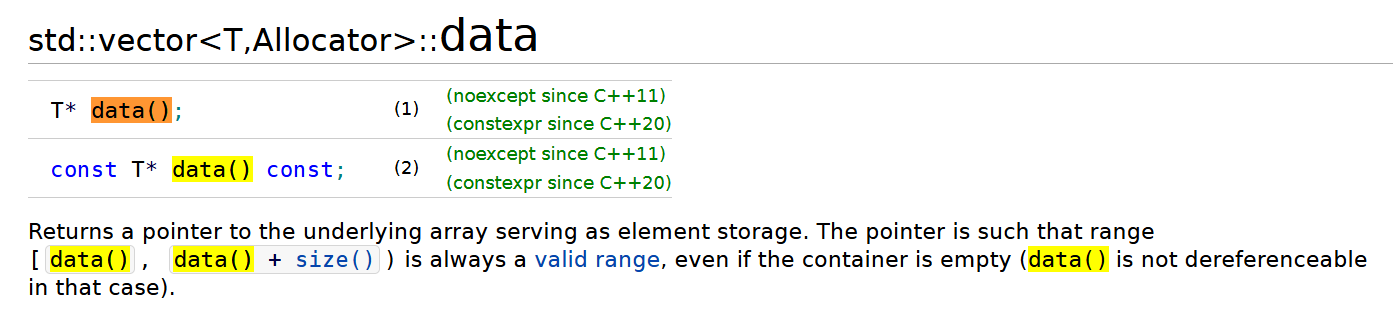 std::vector<T,Allocator>::data
T* data(); (1) (noexcept since C++11)
(constexpr since C++20)
const T* data() const; (2) (noexcept since C++11)
(constexpr since C++20)
Returns a pointer to the underlying array serving as element storage. The pointer is such that range
[data(), data() + size()) is always a valid range, even if the container is empty (data() is not dereferenceable
in that case).